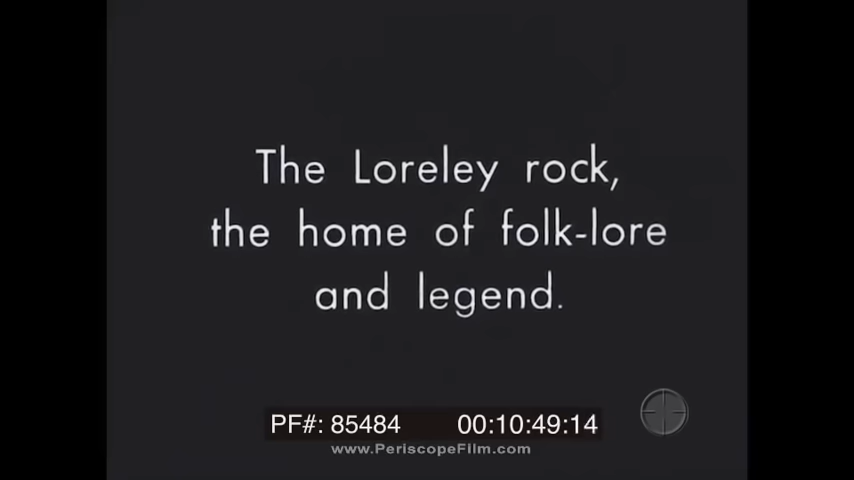 The Loreley rock,
the home of folk-lore
and legend.
PF#: 85484 00:10:49:14
www.PeriscopeFilm.com